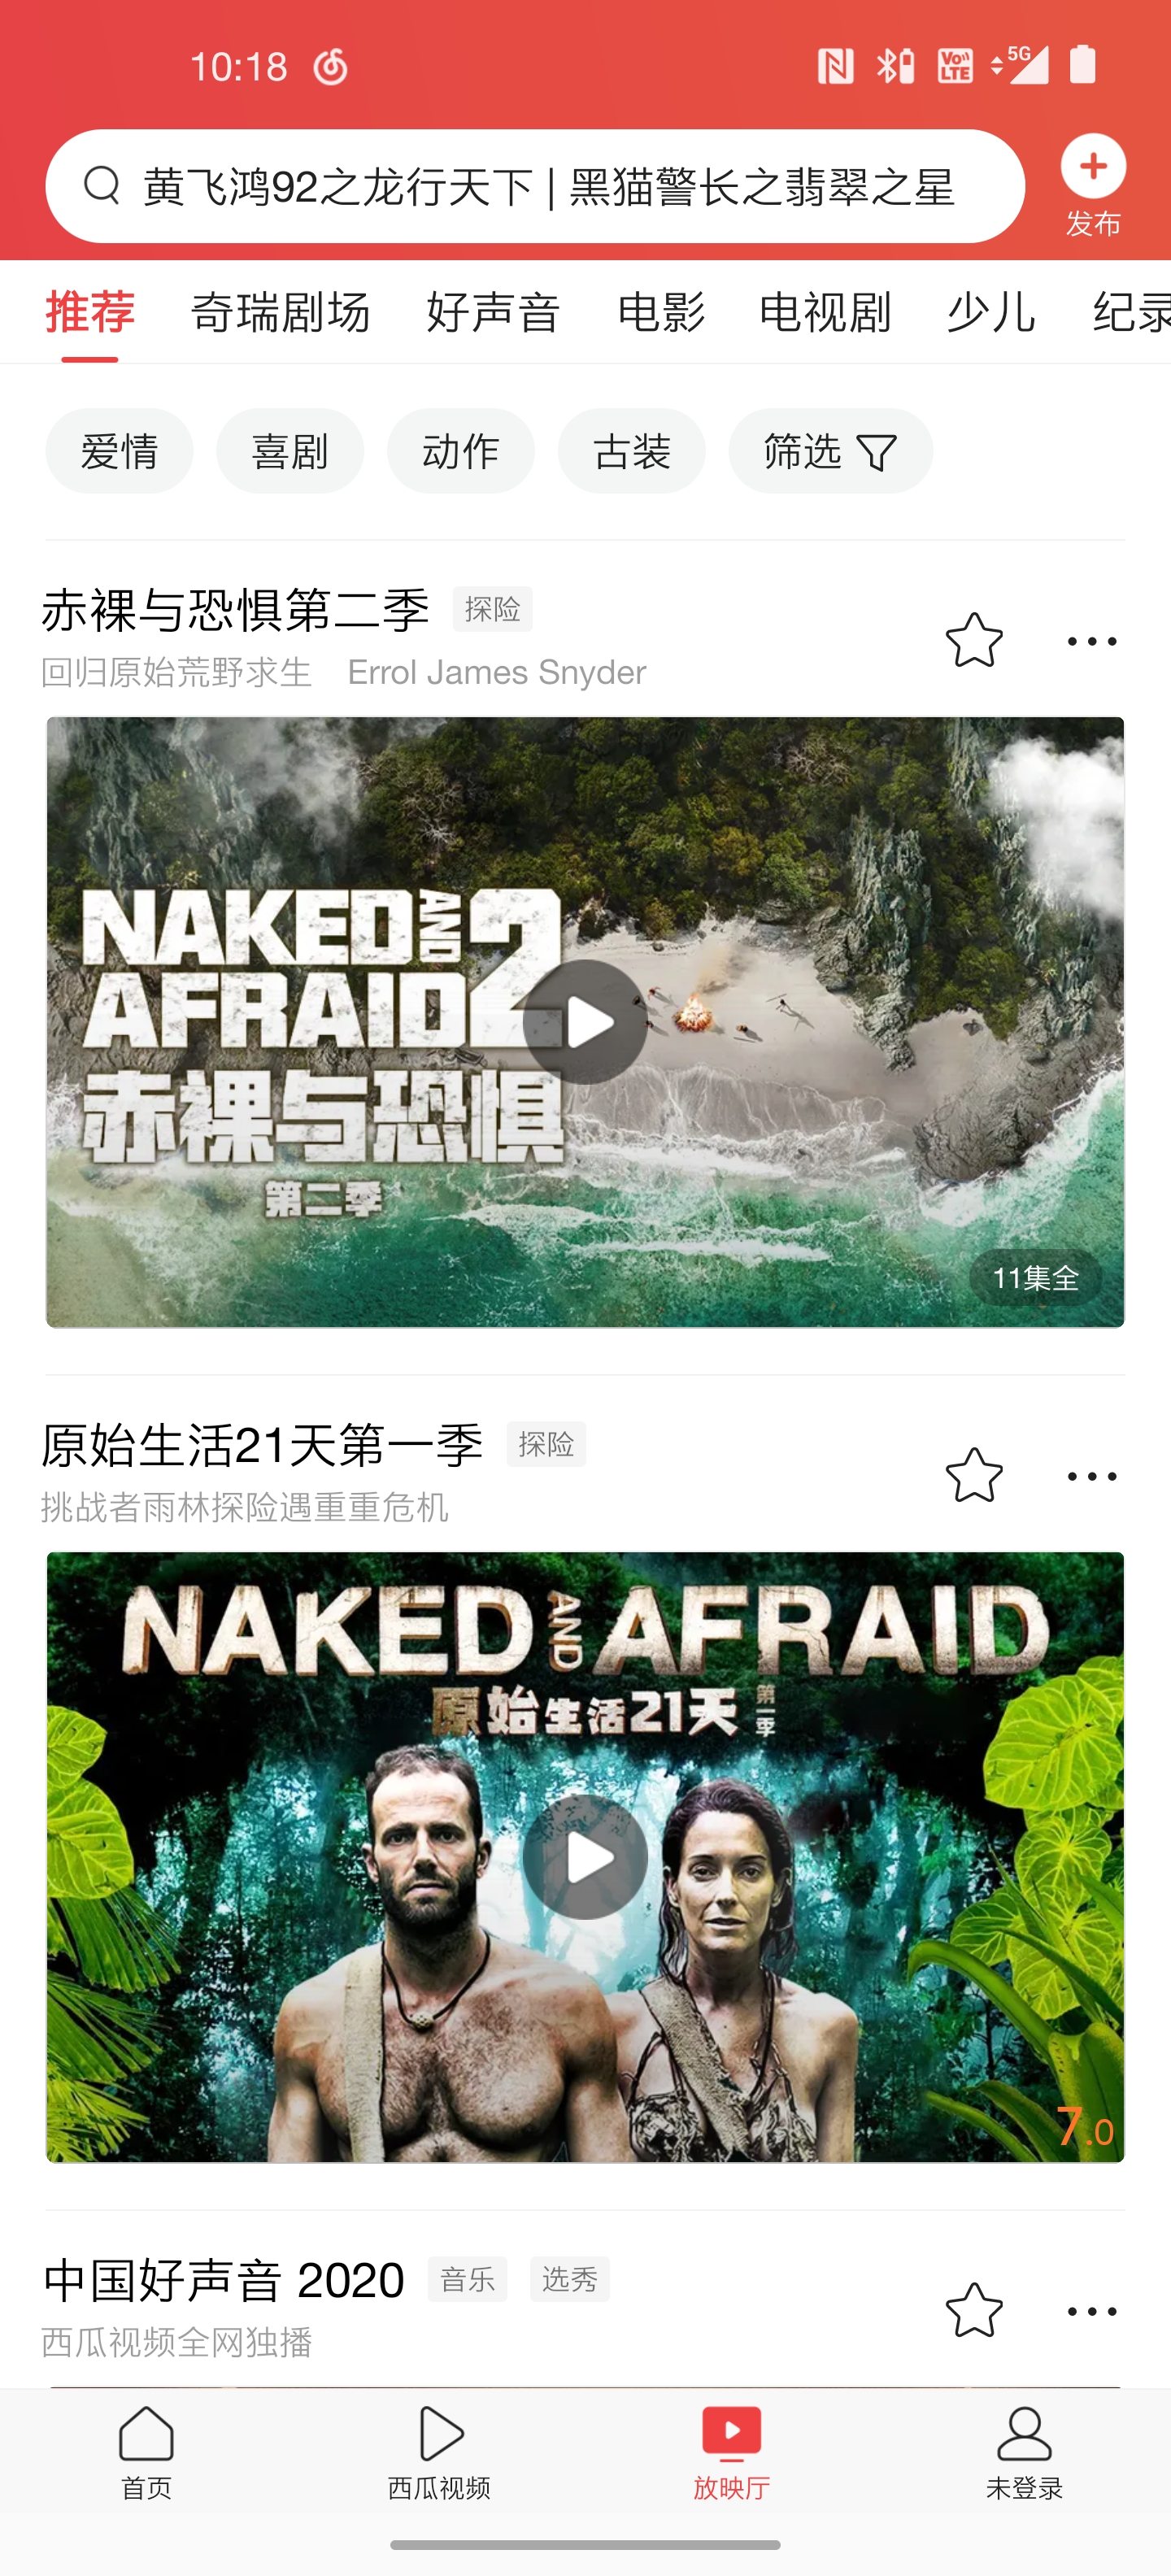 10:18
5G
VoLTE
黄飞鸿92之龙行天下 | 黑猫警长之翡翠之星
发布
推荐 奇瑞剧场 好声音 电影 电视剧 少儿 纪录
爱情 喜剧 动作 古装 筛选
赤裸与恐惧第二季 探险
回归原始荒野求生 Errol James Snyder
NAKED AND
AFRAID 2
赤裸与恐惧
第二季
11集全
原始生活21天第一季 探险
挑战者雨林探险遇重重危机
NAKED AND AFRAID
原始生活21天 第一季
7.0
中国好声音 2020 音乐 选秀
西瓜视频全网独播
首页 西瓜视频 放映厅 未登录